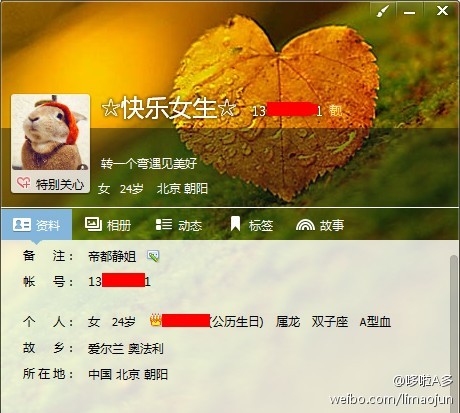 ☆快乐女生☆ 13 1
转一个弯遇见美好
女 24岁 北京 朝阳
特别关心
资料 相册 动态 标签 故事
备 注： 帝都静姐
帐 号： 13 1
个 人： 女 24岁 (公历生日) 属龙 双子座 A型血
故 乡： 爱尔兰 奥法利
所在地： 中国 北京 朝阳
@哆啦A多
weibo.com/limaojun